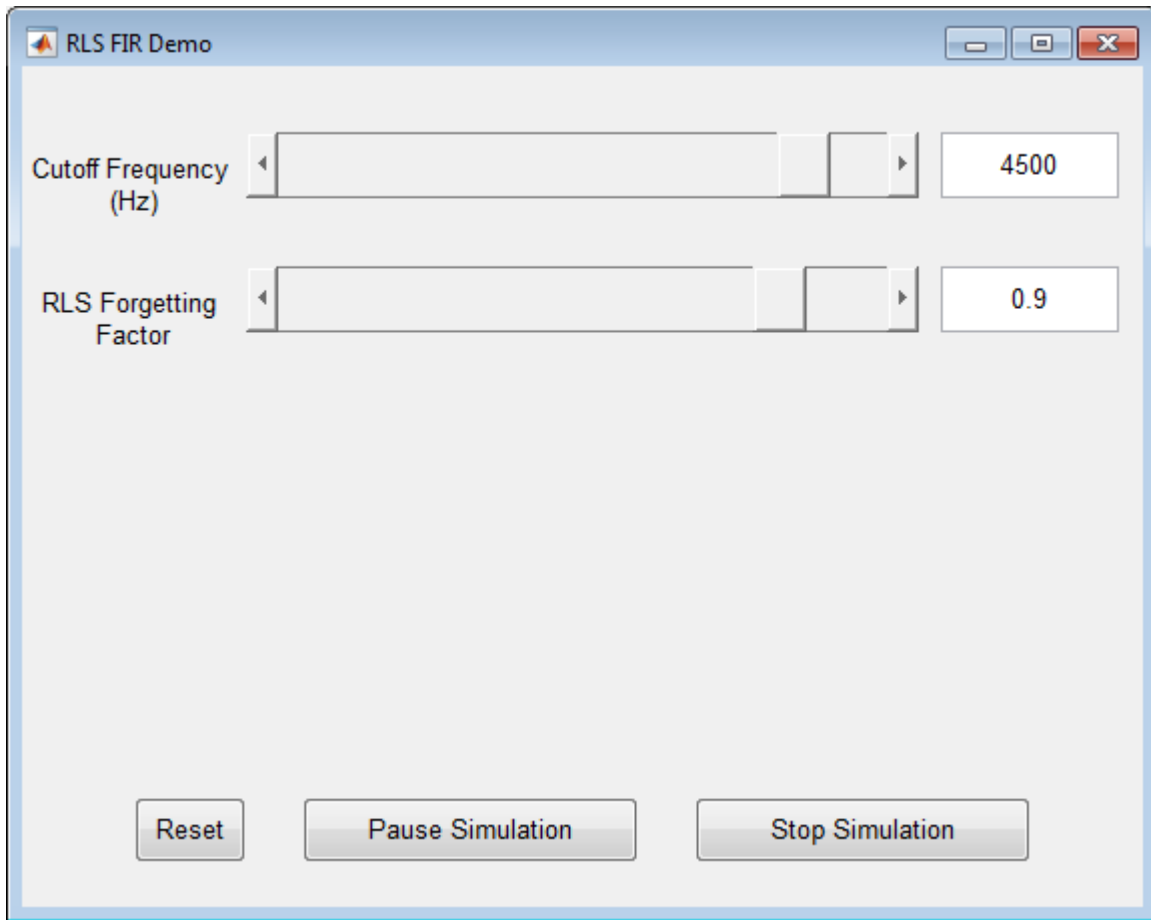 RLS FIR Demo
Cutoff Frequency
(Hz)
4500
RLS Forgetting
Factor
0.9
Reset
Pause Simulation
Stop Simulation